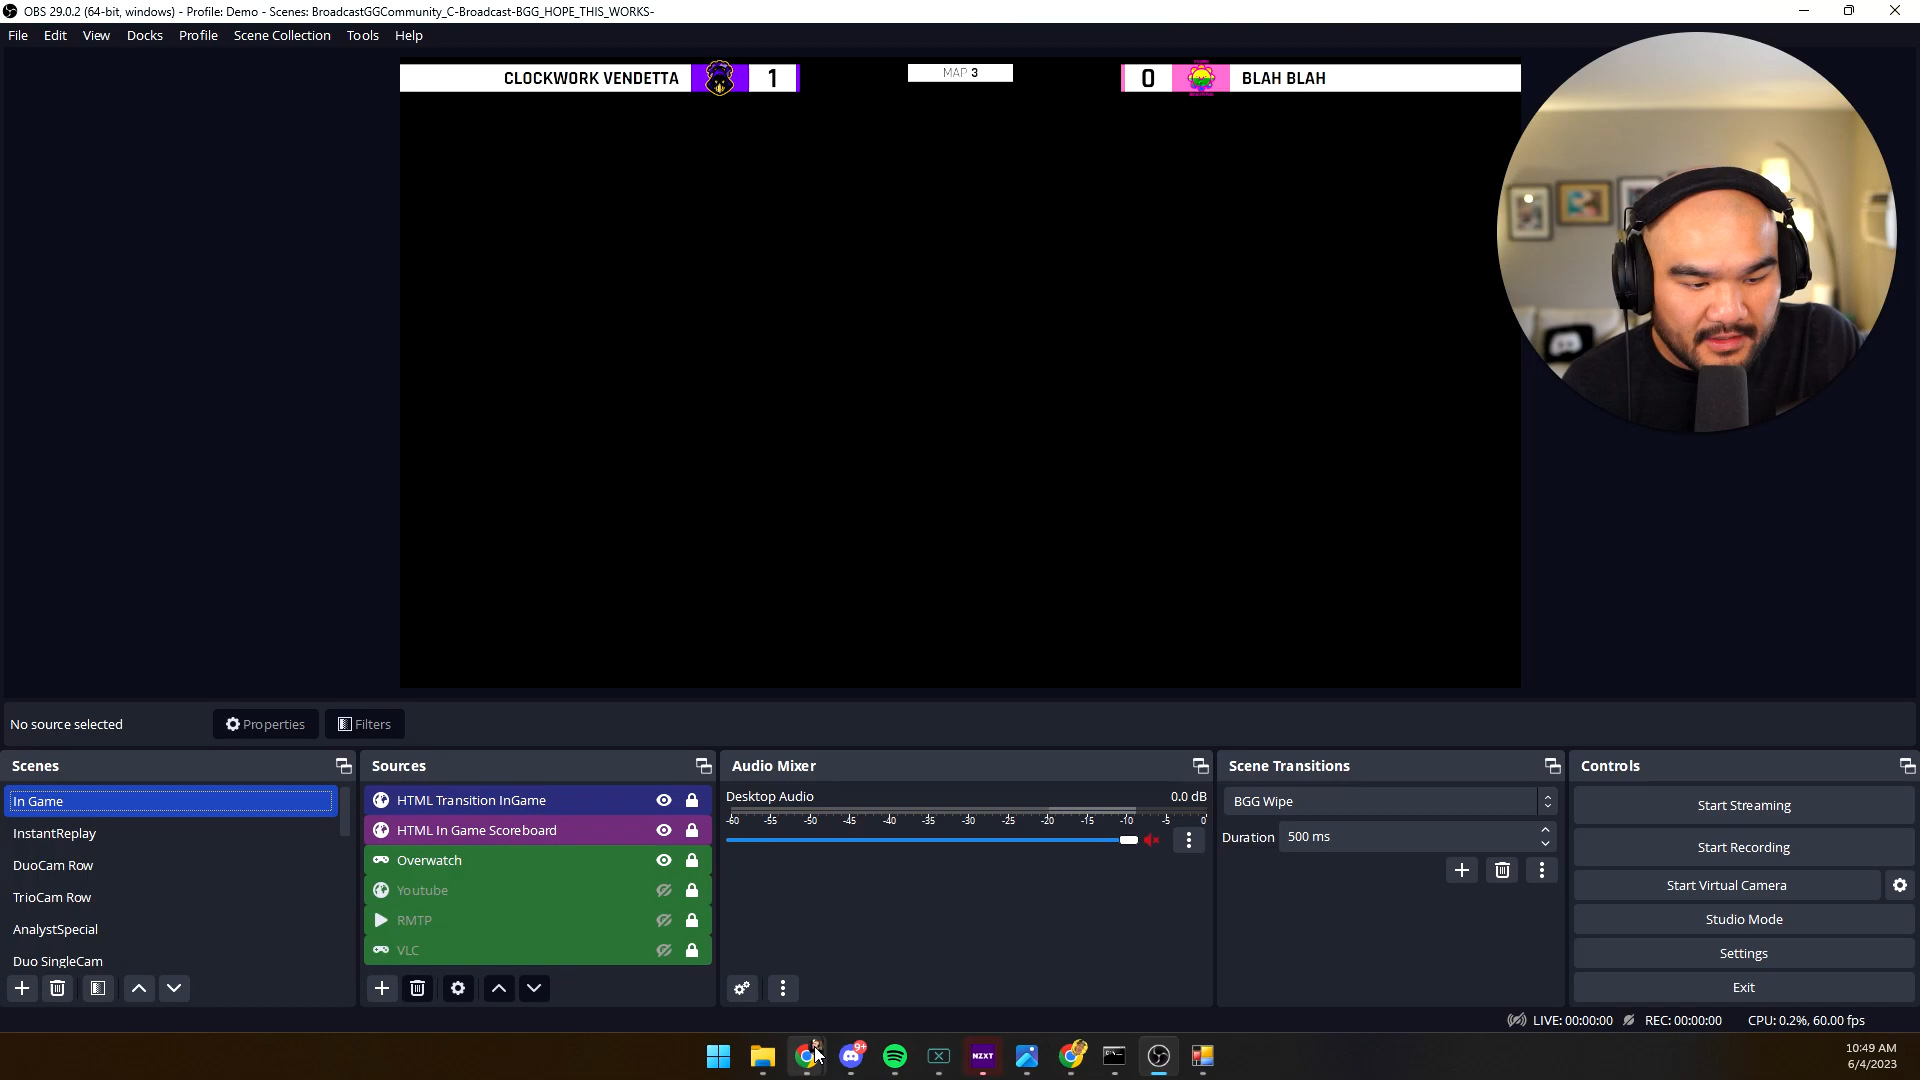 OBS 29.0.2 (64-bit, windows) - Profile: Demo - Scenes: BroadcastGGCommunity_C-Broadcast-BGG_HOPE_THIS_WORKS-
File Edit View Docks Profile Scene Collection Tools Help
CLOCKWORK VENDETTA 1 MAP 3 0 BLAH BLAH
No source selected Properties Filters
Scenes
In Game
InstantReplay
DuoCam Row
TrioCam Row
AnalystSpecial
Duo SingleCam
Sources
HTML Transition InGame
HTML In Game Scoreboard
Overwatch
Youtube
RMTP
VLC
Audio Mixer
Desktop Audio 0.0 dB
-60 -55 -50 -45 -40 -35 -30 -25 -20 -15 -10 -5 0
Scene Transitions
BGG Wipe
Duration 500 ms
Controls
Start Streaming
Start Recording
Start Virtual Camera
Studio Mode
Settings
Exit
LIVE: 00:00:00 REC: 00:00:00 CPU: 0.2%, 60.00 fps
9+
NZXT
10:49 AM
6/4/2023